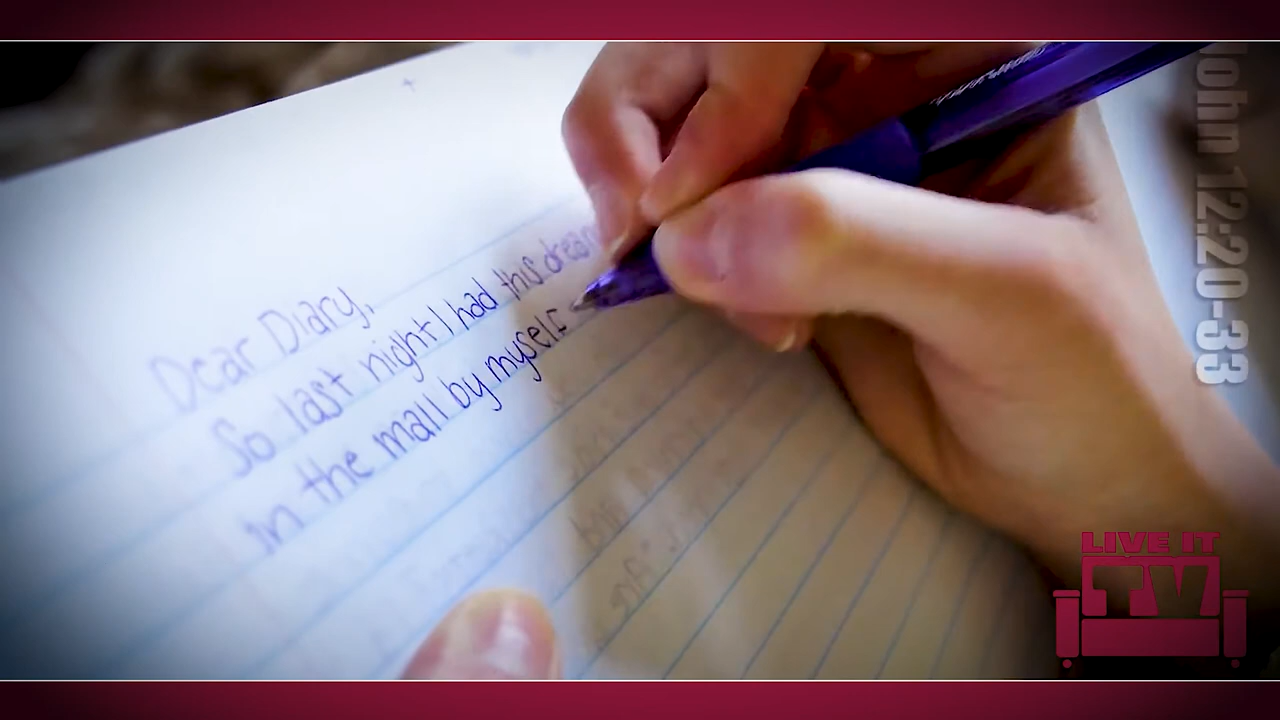 Dear Diary,
So last night I had this dream
in the mall by myself
John 12:20-33
LIVE IT
TV